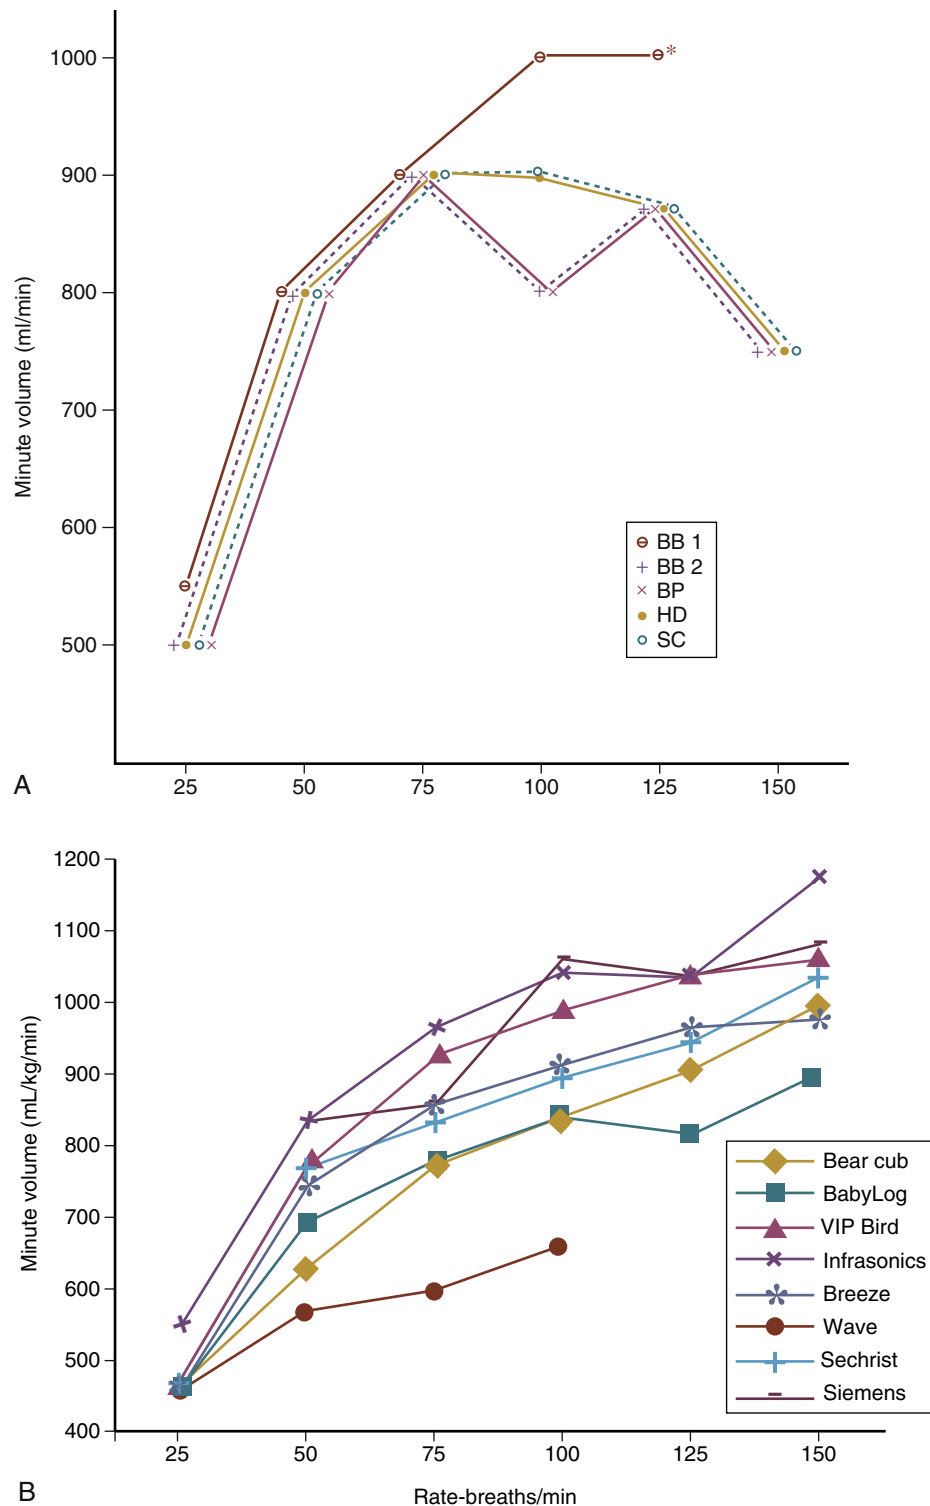 1000
*
900
800
700
600
500
Minute volume (ml/min)
BB 1
BB 2
BP
HD
SC
A
25 50 75 100 125 150
1200
1100
1000
900
800
700
600
500
400
Minute volume (mL/kg/min)
Bear cub
BabyLog
VIP Bird
Infrasonics
Breeze
Wave
Sechrist
Siemens
25 50 75 100 125 150
B
Rate-breaths/min